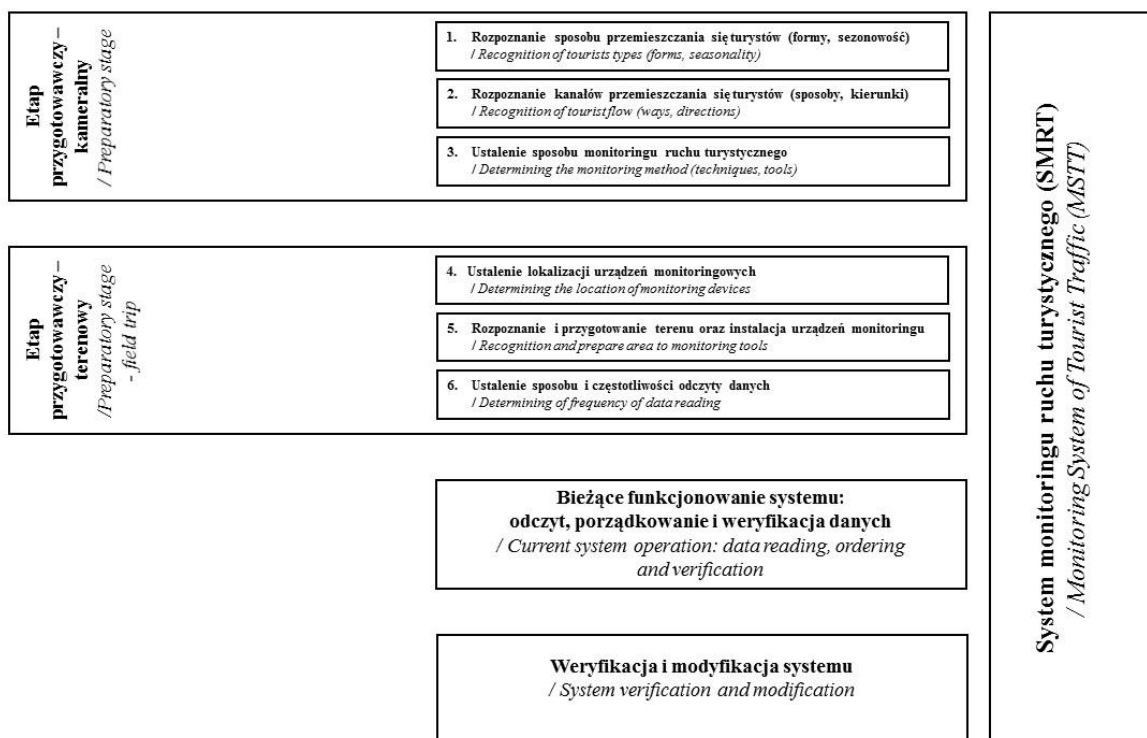 Etap
przygotowawczy –
kameralny
/ Preparatory stage
1. Rozpoznanie sposobu przemieszczania się turystów (formy, sezonowość)
/ Recognition of tourists types (forms, seasonality)
2. Rozpoznanie kanałów przemieszczania się turystów (sposoby, kierunki)
/ Recognition of tourist flow (ways, directions)
3. Ustalenie sposobu monitoringu ruchu turystycznego
/ Determining the monitoring method (techniques, tools)
Etap
przygotowawczy –
terenowy
/Preparatory stage
- field trip
4. Ustalenie lokalizacji urządzeń monitoringowych
/ Determining the location of monitoring devices
5. Rozpoznanie i przygotowanie terenu oraz instalacja urządzeń monitoringu
/ Recognition and prepare area to monitoring tools
6. Ustalenie sposobu i częstotliwości odczyty danych
/ Determining of frequency of data reading
Bieżące funkcjonowanie systemu:
odczyt, porządkowanie i weryfikacja danych
/ Current system operation: data reading, ordering
and verification
Weryfikacja i modyfikacja systemu
/ System verification and modification
System monitoringu ruchu turystycznego (SMRT)
/ Monitoring System of Tourist Traffic (MSTT)